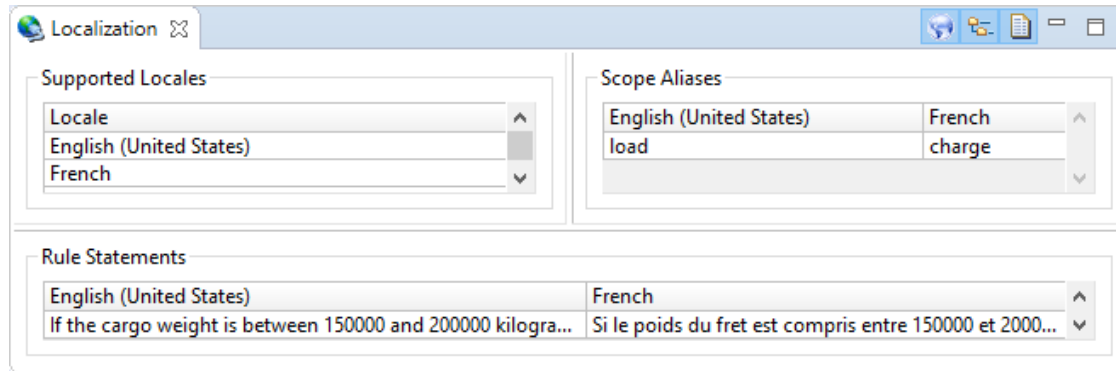 Localization
Supported Locales
Locale
English (United States)
French
Scope Aliases
English (United States) French
load charge
Rule Statements
English (United States) French
If the cargo weight is between 150000 and 200000 kilogra... Si le poids du fret est compris entre 150000 et 2000...